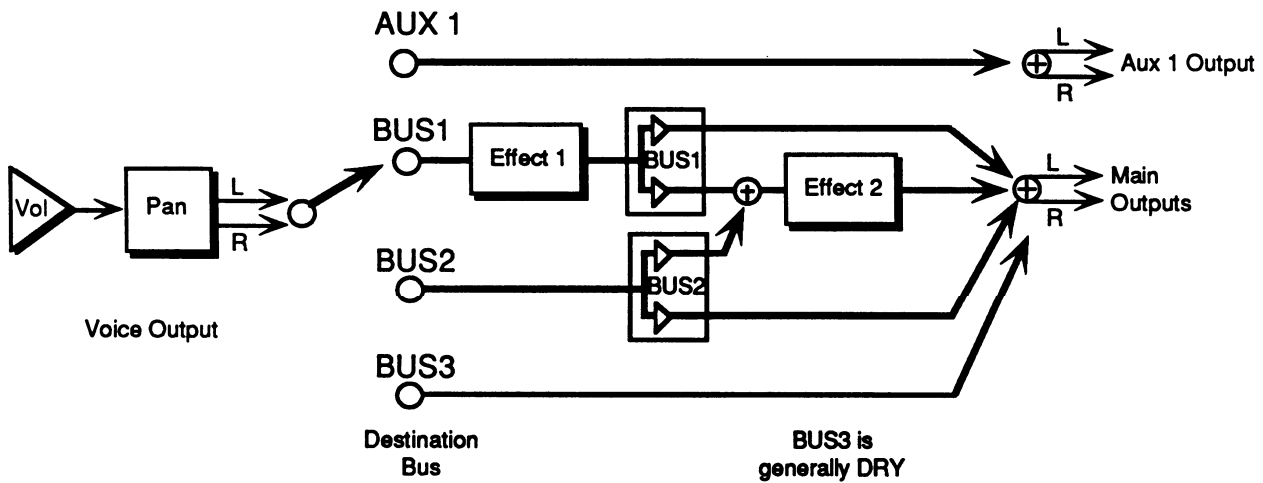 AUX 1
L
Aux 1 Output
R
BUS1
Effect 1
BUS1
Effect 2
L
Main
Outputs
R
Vol
Pan
L
R
BUS2
BUS2
Voice Output
BUS3
Destination
Bus
BUS3 is
generally DRY